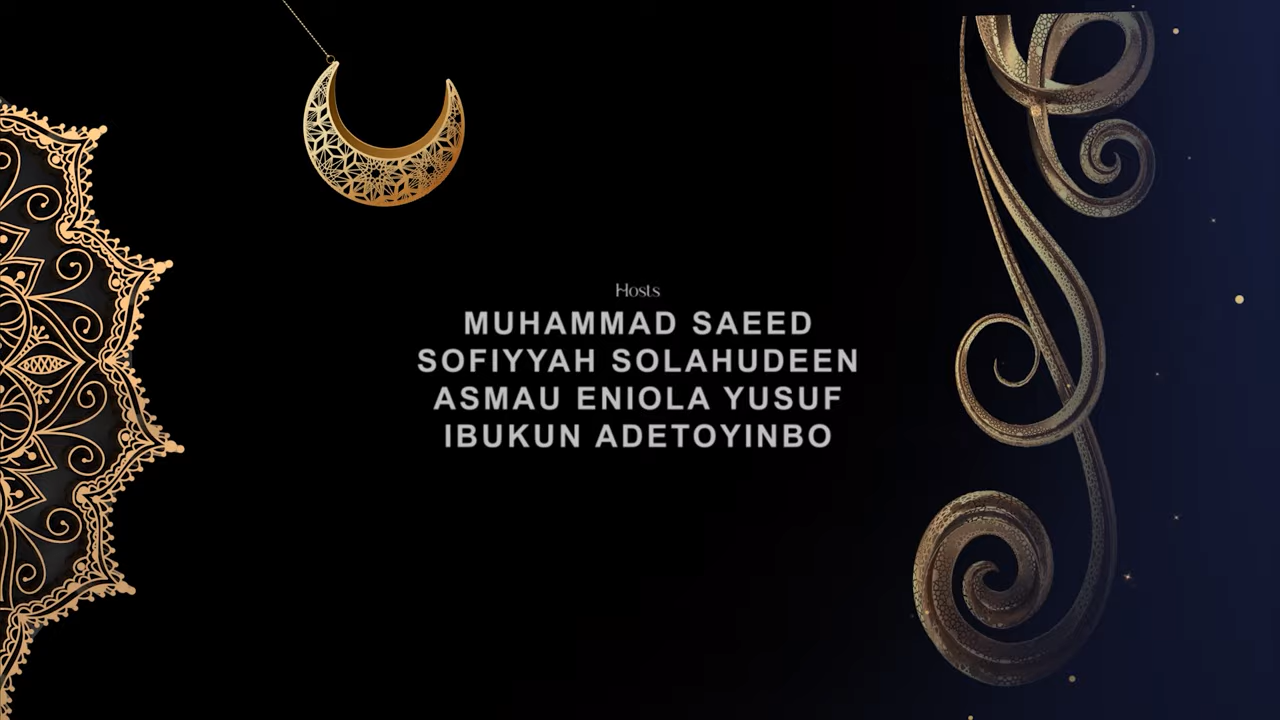 Hosts
MUHAMMAD SAEED
SOFIYYAH SOLAHUDEEN
ASMAU ENIOLA YUSUF
IBUKUN ADETOYINBO